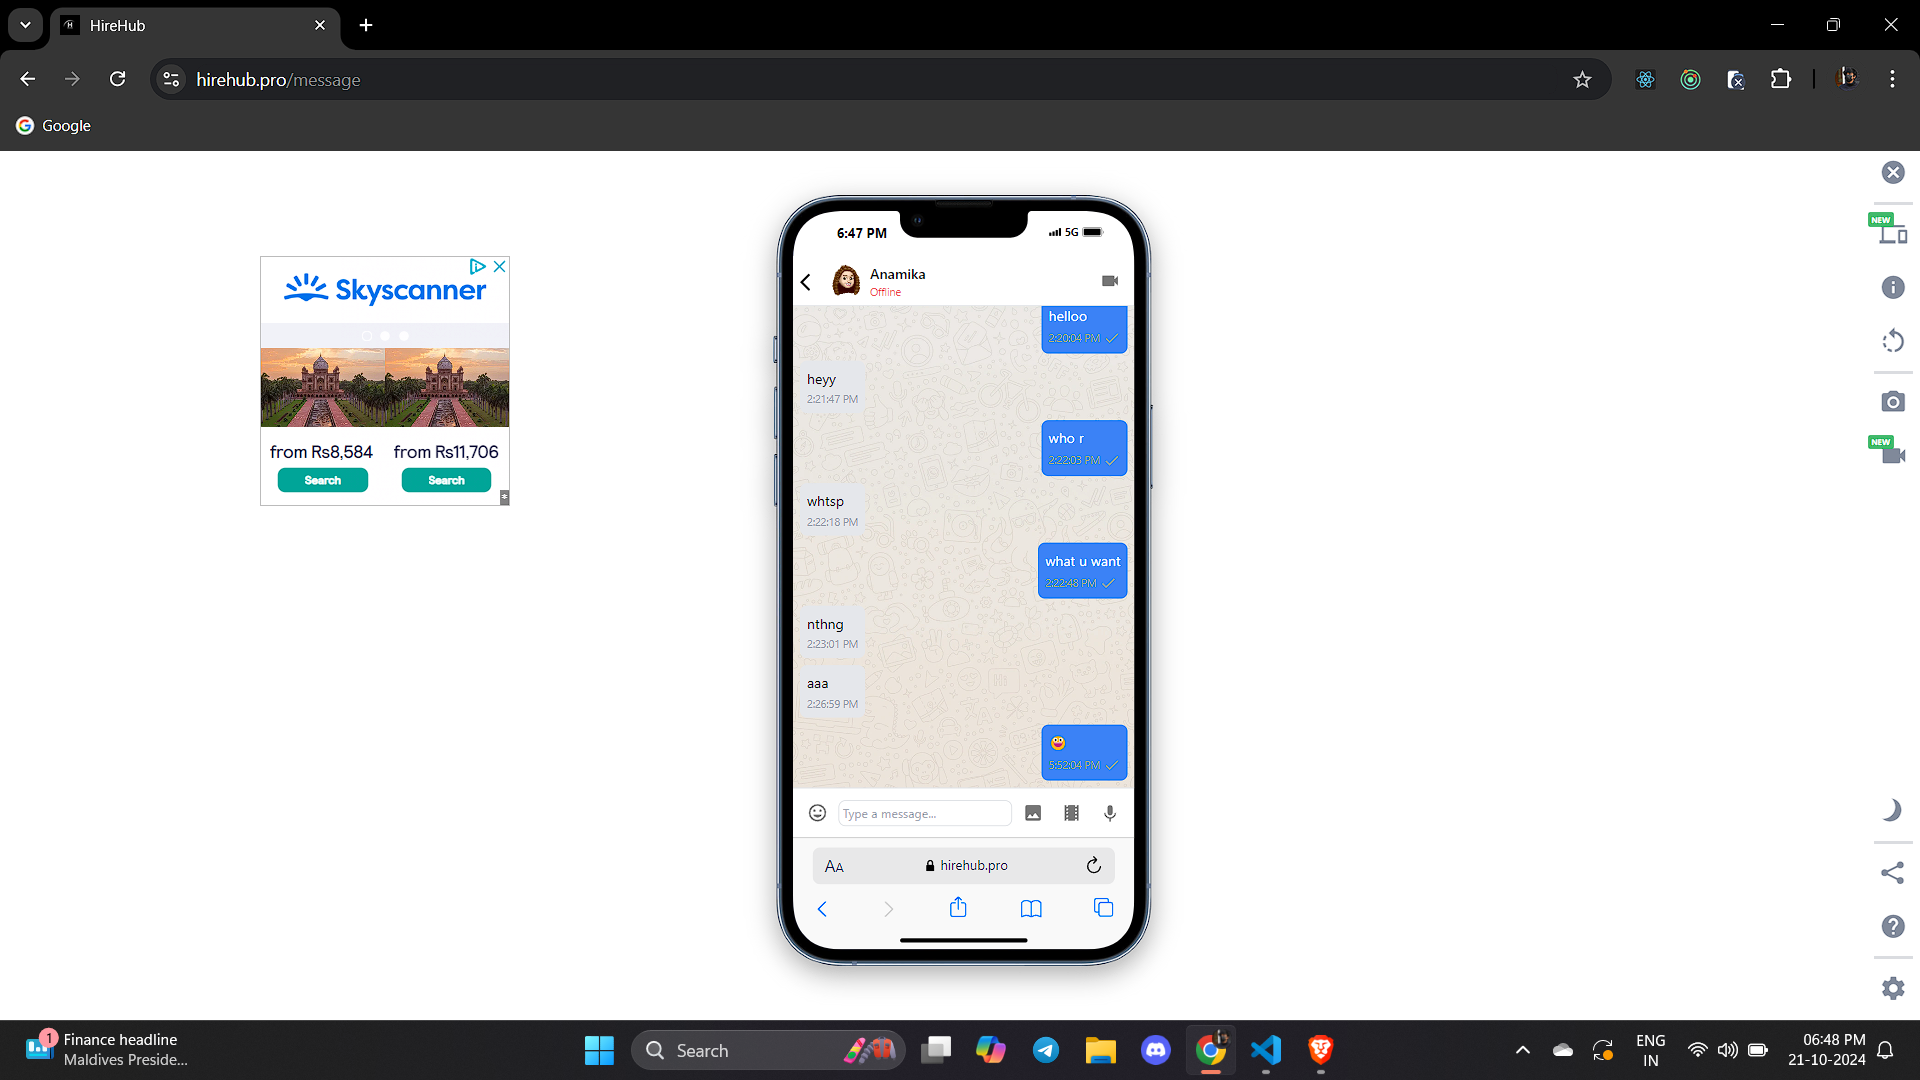 HireHub
hirehub.pro/message
Google
Skyscanner
from Rs8,584
from Rs11,706
Search
Search
6:47 PM
5G
Anamika
Offline
helloo
2:20:04 PM
heyy
2:21:47 PM
who r
2:22:03 PM
whtsp
2:22:18 PM
what u want
2:22:48 PM
nthng
2:23:01 PM
aaa
2:26:59 PM
5:52:04 PM
Type a message...
AA
hirehub.pro
NEW
NEW
1
Finance headline
Maldives Preside...
Search
ENG
IN
06:48 PM
21-10-2024